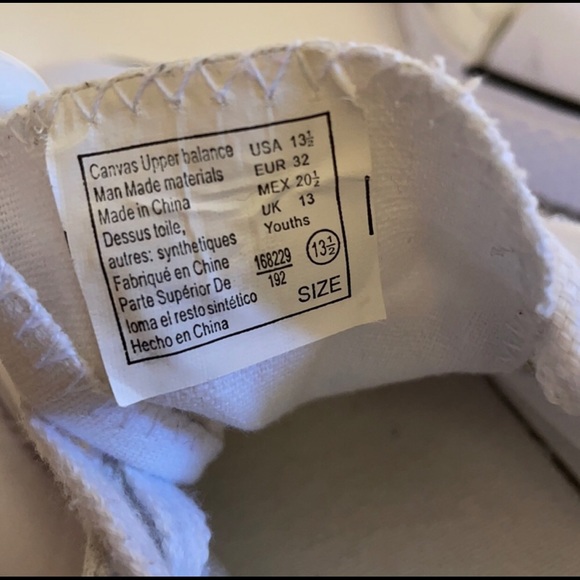 Canvas Upper balance
Man Made materials
Made in China
Dessus toile,
autres: synthetiques
Fabriqué en Chine
Parte Supérior De
loma el resto sintético
Hecho en China
USA 13½
EUR 32
MEX 20½
UK 13
Youths
168229
192
13½
SIZE